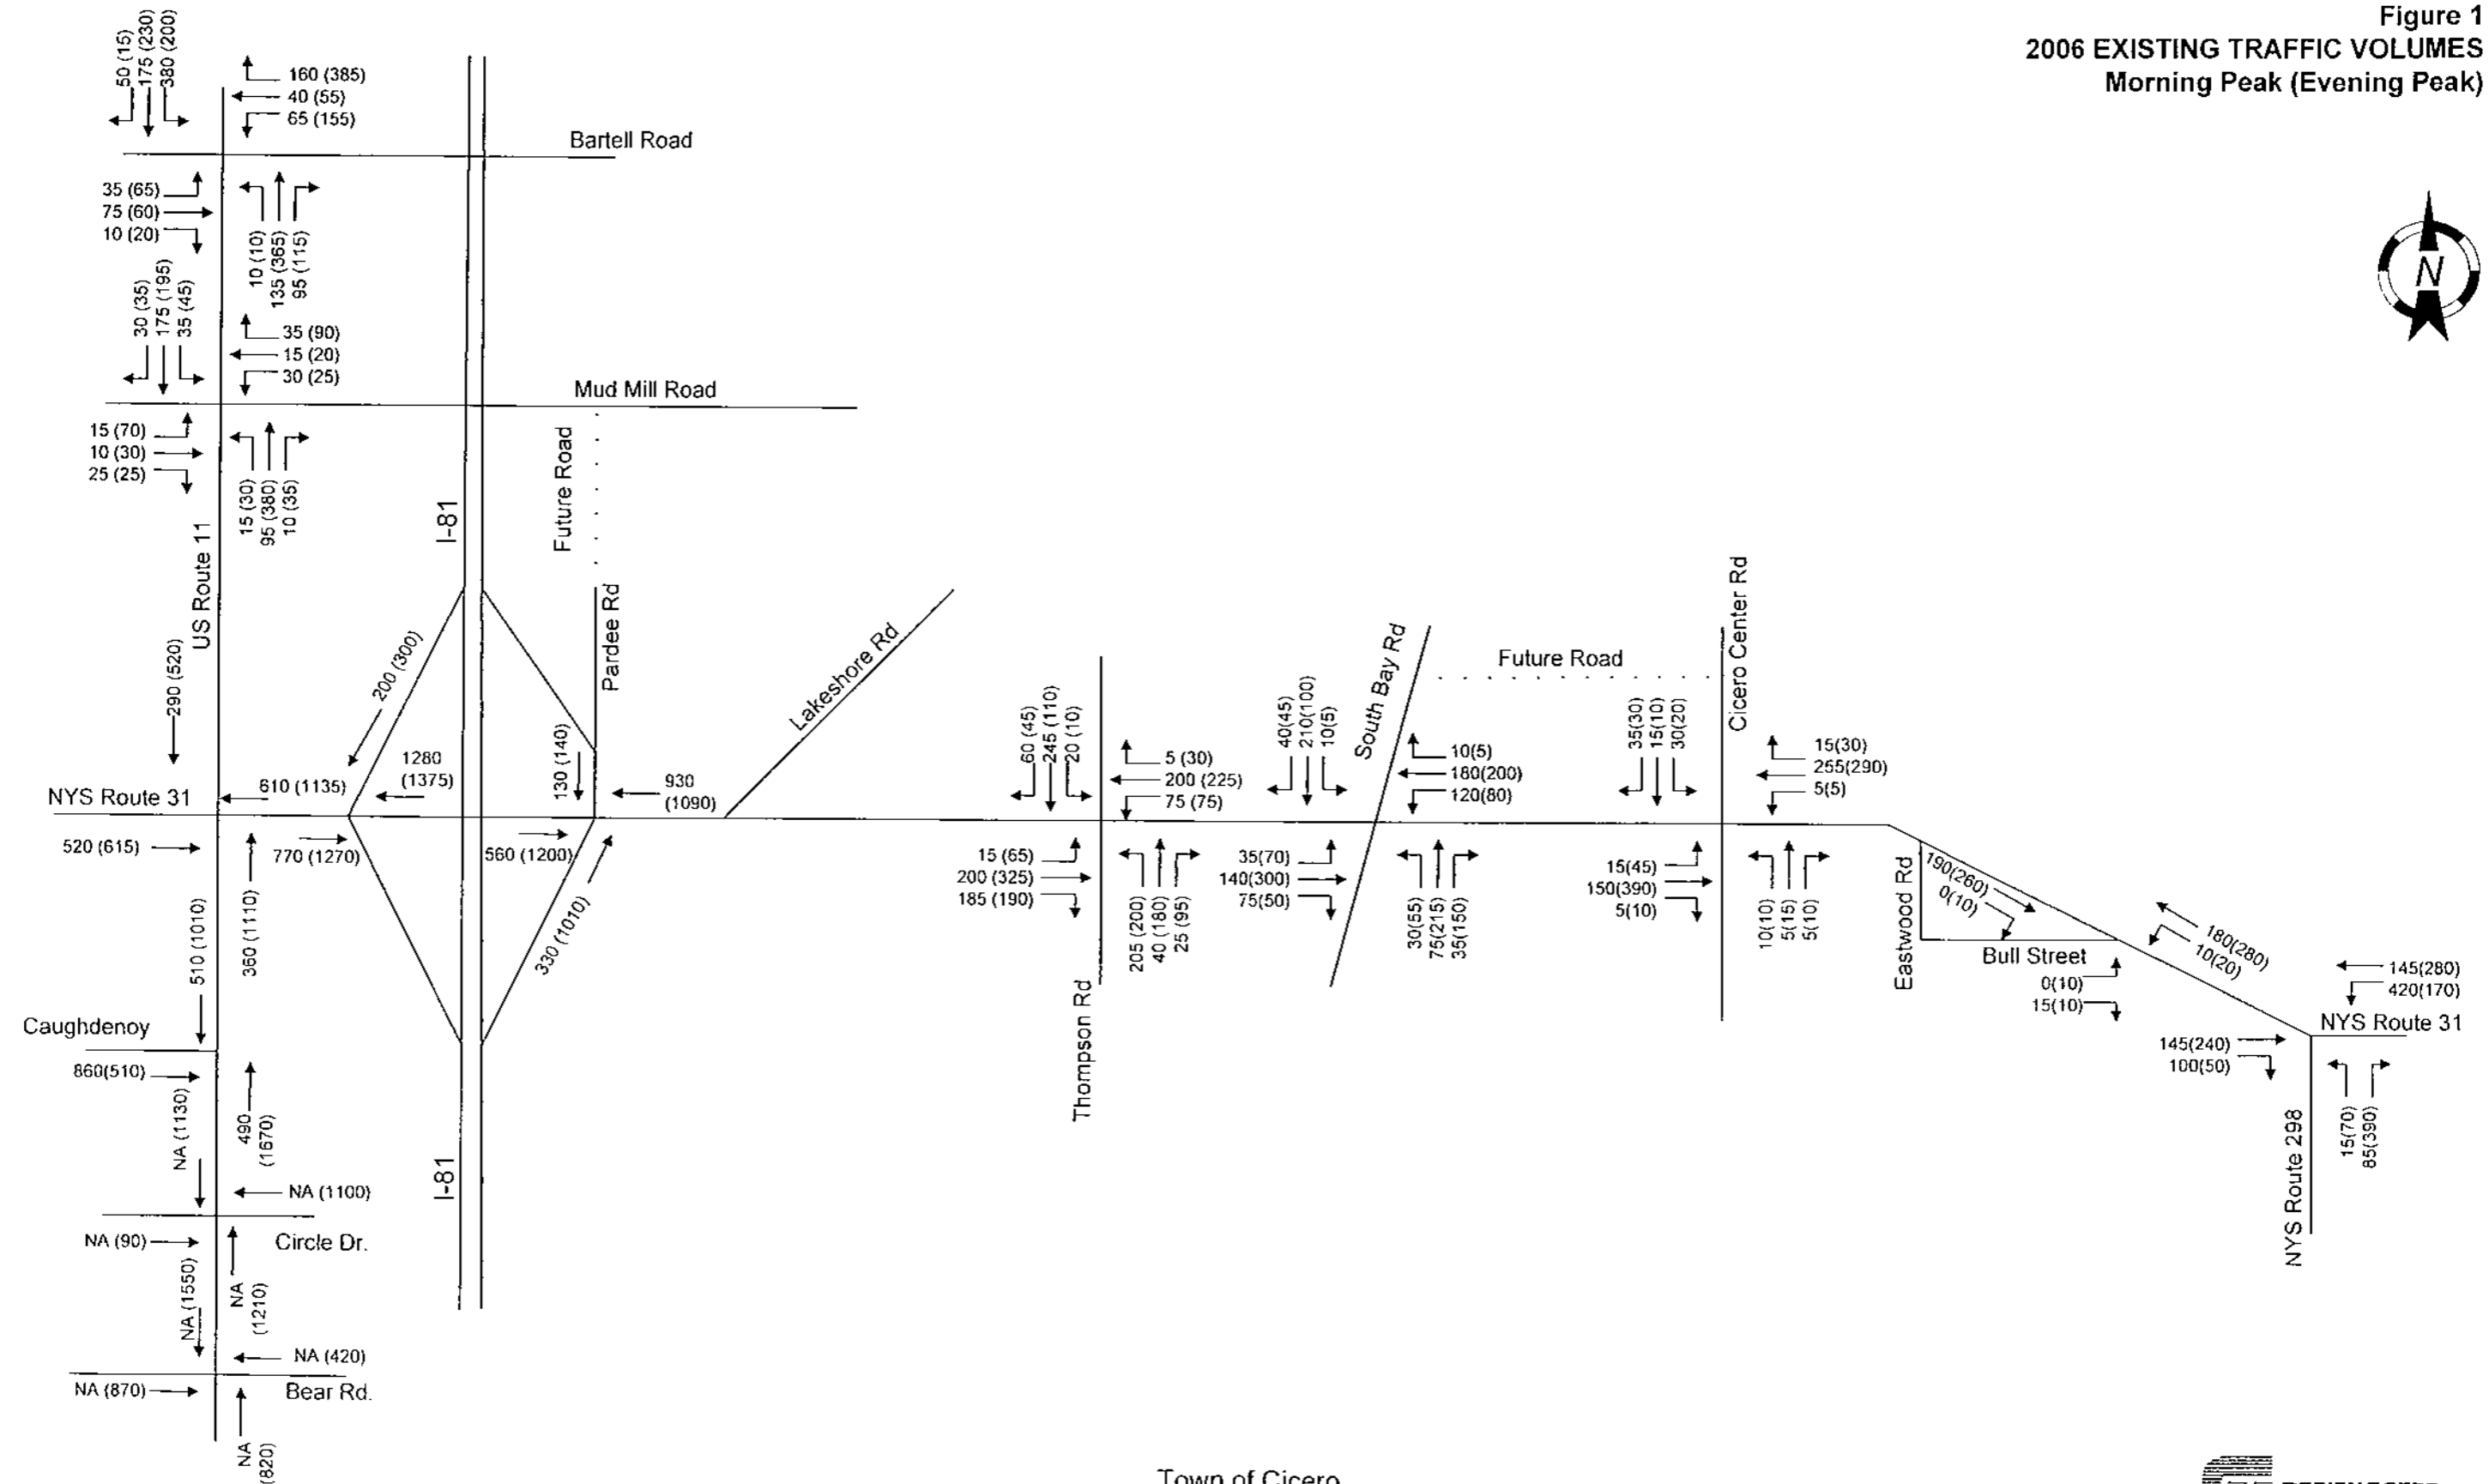 Figure 1
2006 EXISTING TRAFFIC VOLUMES
Morning Peak (Evening Peak)
N
50 (15)
175 (230)
380 (200)
160 (385)
40 (55)
65 (155)
Bartell Road
35 (65)
75 (60)
10 (20)
10 (10)
135 (365)
95 (115)
30 (35)
175 (195)
35 (45)
35 (90)
15 (20)
30 (25)
Mud Mill Road
15 (70)
10 (30)
25 (25)
15 (30)
95 (380)
10 (35)
US Route 11
I-81
Future Road
Pardee Rd
Lakeshore Rd
290 (520)
200 (300)
NYS Route 31
610 (1135)
1280
(1375)
130 (140)
930
(1090)
520 (615)
770 (1270)
560 (1200)
360 (1110)
510 (1010)
330 (1010)
Caughdenoy
860(510)
NA (1130)
490
(1670)
I-81
NA (1100)
Circle Dr.
NA (90)
NA (1550)
NA
(1210)
NA (420)
Bear Rd.
NA (870)
NA
(820)
60 (45)
245 (110)
20 (10)
5 (30)
200 (225)
75 (75)
15 (65)
200 (325)
185 (190)
205 (200)
40 (180)
25 (95)
Thompson Rd
40(45)
210(100)
10(5)
South Bay Rd
10(5)
180(200)
120(80)
35(70)
140(300)
75(50)
30(55)
75(215)
35(150)
Future Road
Cicero Center Rd
35(30)
15(10)
30(20)
15(30)
255(290)
5(5)
15(45)
150(390)
5(10)
10(10)
5(15)
5(10)
Eastwood Rd
190(260)
0(10)
Bull Street
0(10)
15(10)
180(280)
10(20)
145(280)
420(170)
NYS Route 31
145(240)
100(50)
15(70)
85(390)
NYS Route 298
Town of Cicero